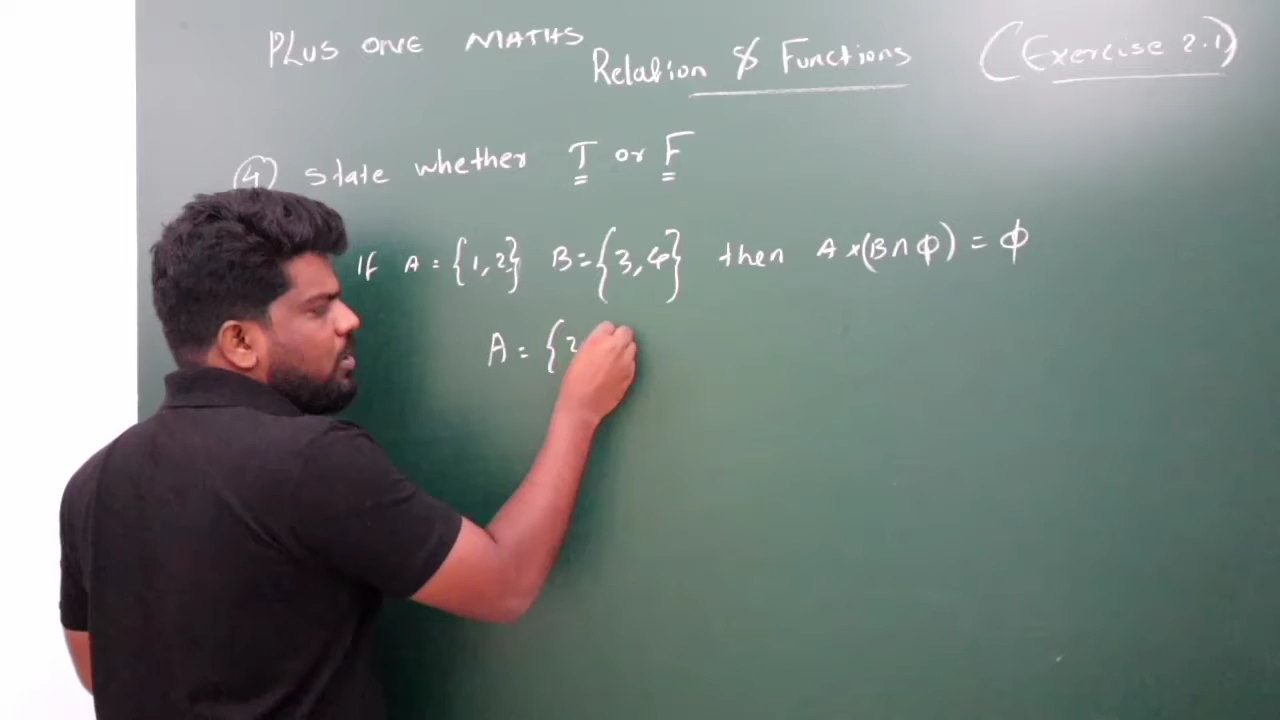 PLUS ONE MATHS
Relation & Functions (Exercise 2.1)
4 State whether T or F
If A = {1,2} B = {3,4} then A × (B ∩ ϕ) = ϕ
A = {2